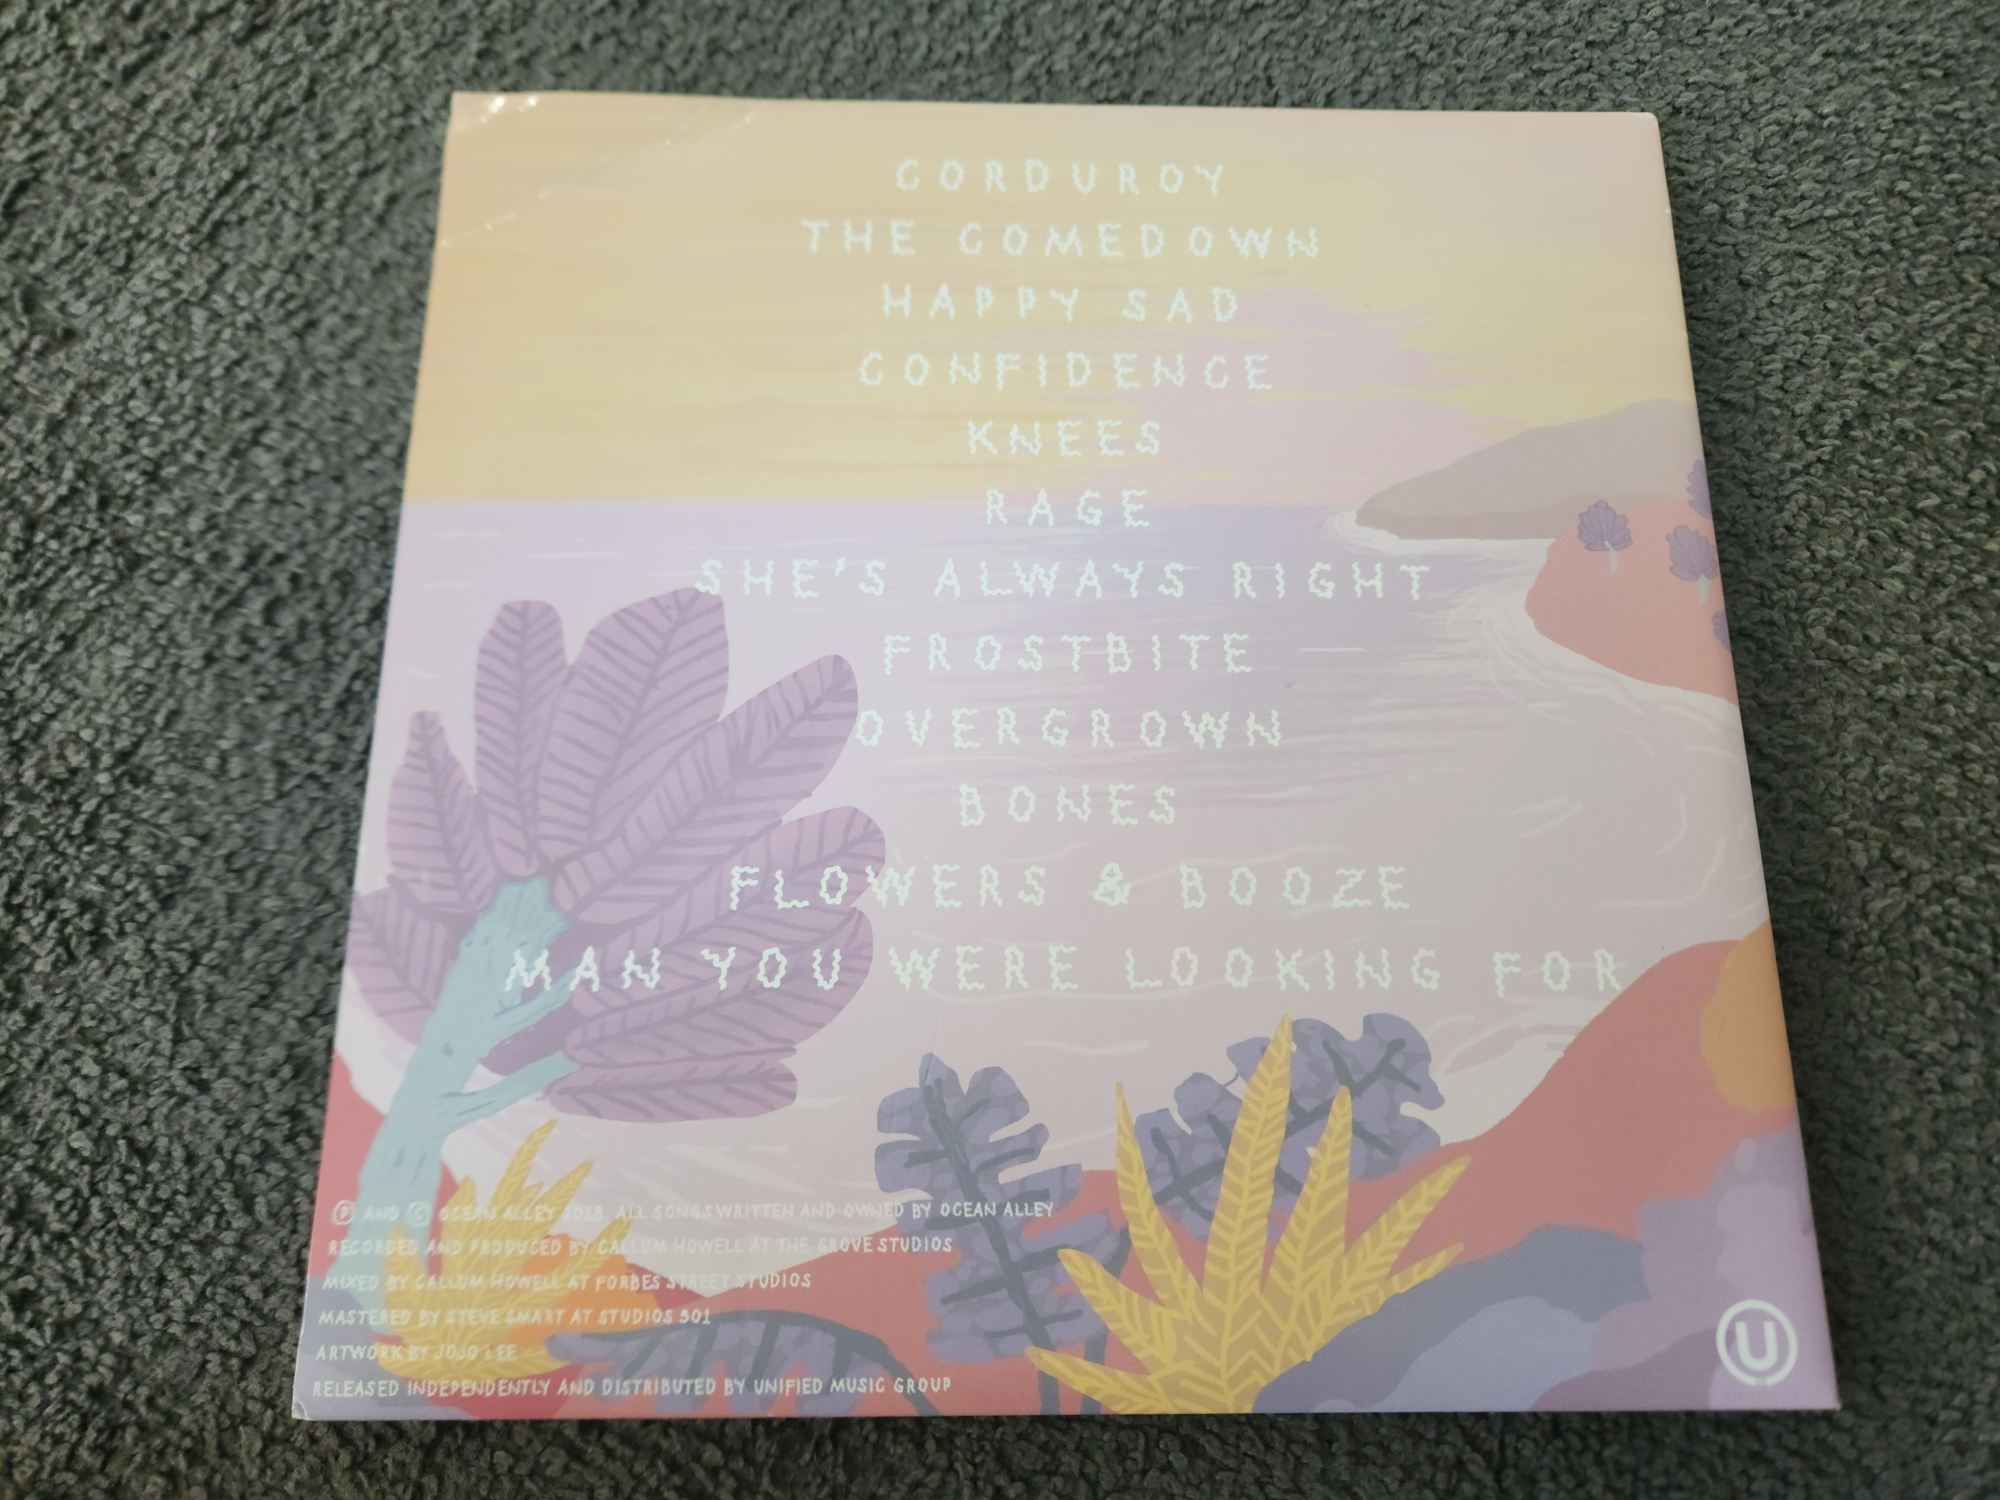 CORDUROY
THE COMEDOWN
HAPPY SAD
CONFIDENCE
KNEES
RAGE
SHE'S ALWAYS RIGHT
FROSTBITE
OVERGROWN
BONES
FLOWERS & BOOZE
MAN YOU WERE LOOKING FOR
Ⓟ AND © OCEAN ALLEY 2018. ALL SONGS WRITTEN AND OWNED BY OCEAN ALLEY
RECORDED AND PRODUCED BY CALLUM HOWELL AT THE GROVE STUDIOS
MIXED BY CALLUM HOWELL AT FORBES STREET STUDIOS
MASTERED BY STEVE SMART AT STUDIOS 301
ARTWORK BY JOJO LEE
RELEASED INDEPENDENTLY AND DISTRIBUTED BY UNIFIED MUSIC GROUP
U